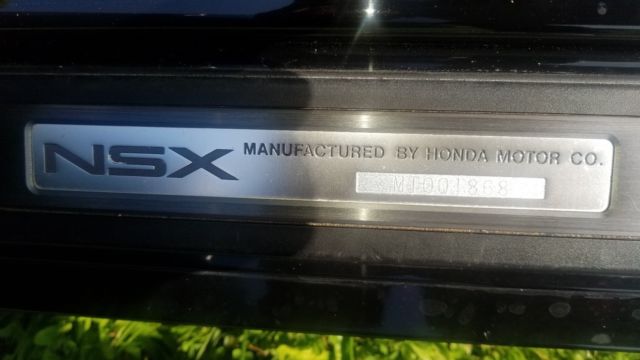 NSX MANUFACTURED BY HONDA MOTOR CO.
MT001868